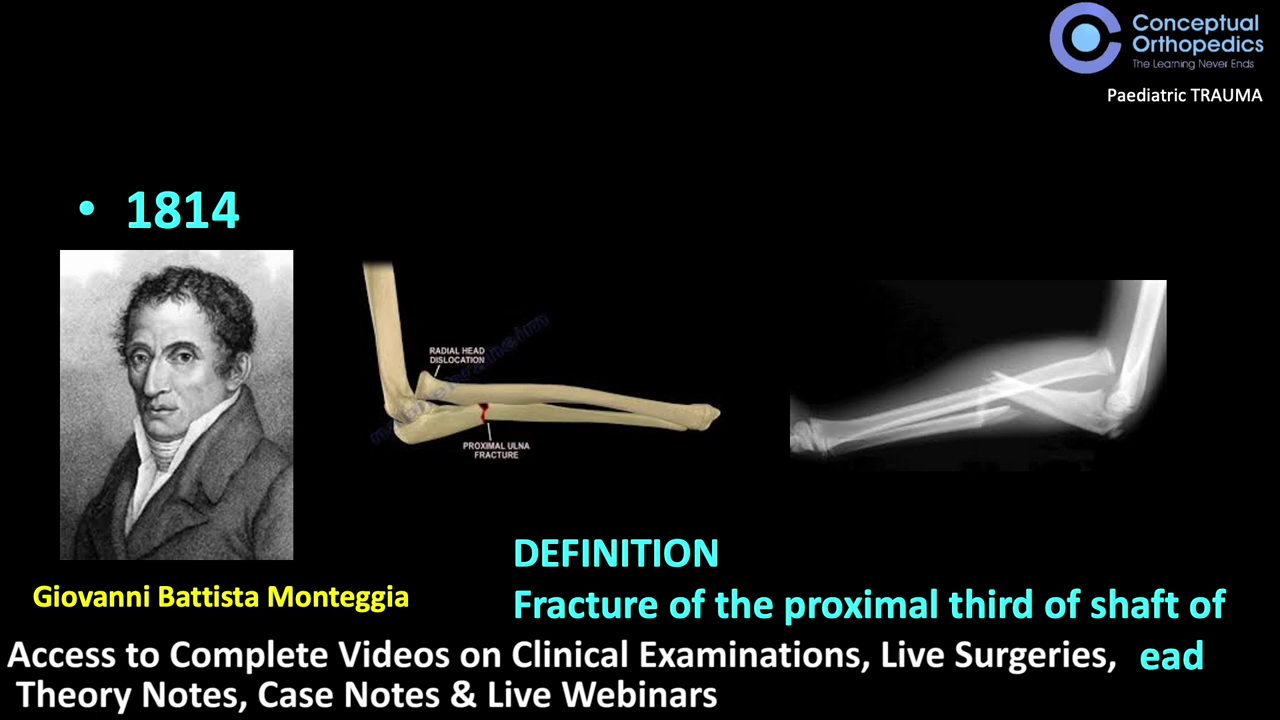 Conceptual
Orthopedics
The Learning Never Ends
Paediatric TRAUMA
• 1814
RADIAL HEAD
DISLOCATION
PROXIMAL ULNA
FRACTURE
Giovanni Battista Monteggia
DEFINITION
Fracture of the proximal third of shaft of
ead
Access to Complete Videos on Clinical Examinations, Live Surgeries,
Theory Notes, Case Notes & Live Webinars